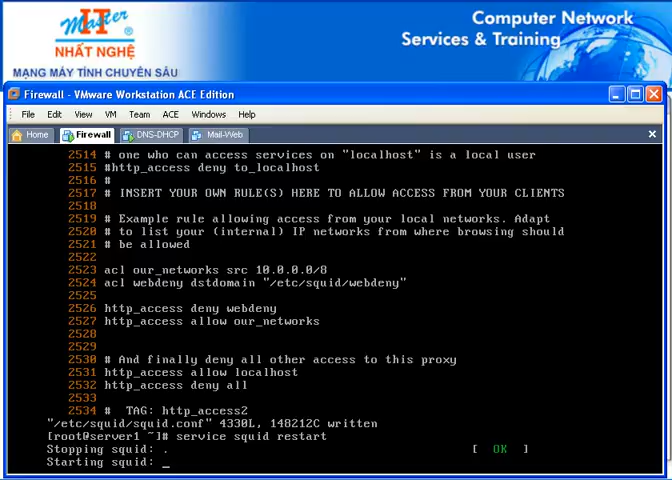 iT
Master
®
NHẤT NGHỆ
MẠNG MÁY TÍNH CHUYÊN SÂU
Computer Network
Services & Training
Firewall - VMware Workstation ACE Edition
File Edit View VM Team ACE Windows Help
Home Firewall DNS-DHCP Mail-Web
2514 # one who can access services on "localhost" is a local user
2515 #http_access deny to_localhost
2516 #
2517 # INSERT YOUR OWN RULE(S) HERE TO ALLOW ACCESS FROM YOUR CLIENTS
2518
2519 # Example rule allowing access from your local networks. Adapt
2520 # to list your (internal) IP networks from where browsing should
2521 # be allowed
2522
2523 acl our_networks src 10.0.0.0/8
2524 acl webdeny dstdomain "/etc/squid/webdeny"
2525
2526 http_access deny webdeny
2527 http_access allow our_networks
2528
2529
2530 # And finally deny all other access to this proxy
2531 http_access allow localhost
2532 http_access deny all
2533
2534 #  TAG: http_access2
"/etc/squid/squid.conf" 4330L, 148212C written
[root@server1 ~]# service squid restart
Stopping squid: . [ OK ]
Starting squid: _